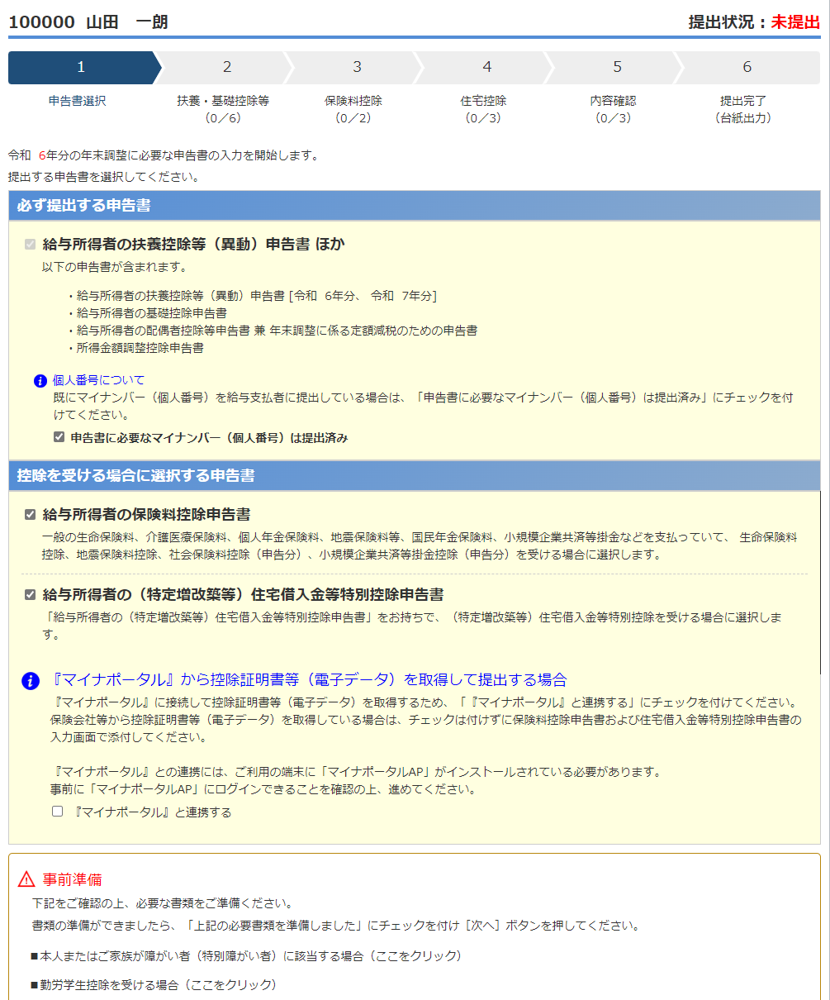 100000 山田　一朗
提出状況：未提出
1
2
3
4
5
6
申告書選択
扶養・基礎控除等
（0／6）
保険料控除
（0／2）
住宅控除
（0／3）
内容確認
（0／3）
提出完了
（台紙出力）
令和 6年分の年末調整に必要な申告書の入力を開始します。
提出する申告書を選択してください。
必ず提出する申告書
給与所得者の扶養控除等（異動）申告書 ほか
以下の申告書が含まれます。
・給与所得者の扶養控除等（異動）申告書 [令和 6年分、 令和 7年分]
・給与所得者の基礎控除申告書
・給与所得者の配偶者控除等申告書 兼 年末調整に係る定額減税のための申告書
・所得金額調整控除申告書
個人番号について
既にマイナンバー（個人番号）を給与支払者に提出している場合は、「申告書に必要なマイナンバー（個人番号）は提出済み」にチェックを付
けてください。
申告書に必要なマイナンバー（個人番号）は提出済み
控除を受ける場合に選択する申告書
給与所得者の保険料控除申告書
一般の生命保険料、介護医療保険料、個人年金保険料、地震保険料等、国民年金保険料、小規模企業共済等掛金などを支払っていて、 生命保険料
控除、地震保険料控除、社会保険料控除（申告分）、小規模企業共済等掛金控除（申告分）を受ける場合に選択します。
給与所得者の（特定増改築等）住宅借入金等特別控除申告書
「給与所得者の（特定増改築等）住宅借入金等特別控除申告書」をお持ちで、（特定増改築等）住宅借入金等特別控除を受ける場合に選択しま
す。
『マイナポータル』から控除証明書等（電子データ）を取得して提出する場合
『マイナポータル』に接続して控除証明書等（電子データ）を取得するため、「『マイナポータル』と連携する」にチェックを付けてください。
保険会社等から控除証明書等（電子データ）を取得している場合は、チェックは付けずに保険料控除申告書および住宅借入金等特別控除申告書の
入力画面で添付してください。
『マイナポータル』との連携には、ご利用の端末に「マイナポータルAP」がインストールされている必要があります。
事前に「マイナポータルAP」にログインできることを確認の上、進めてください。
『マイナポータル』と連携する
事前準備
下記をご確認の上、必要な書類をご準備ください。
書類の準備ができましたら、「上記の必要書類を準備しました」にチェックを付け［次へ］ボタンを押してください。
■本人またはご家族が障がい者（特別障がい者）に該当する場合（ここをクリック）
■勤労学生控除を受ける場合（ここをクリック）